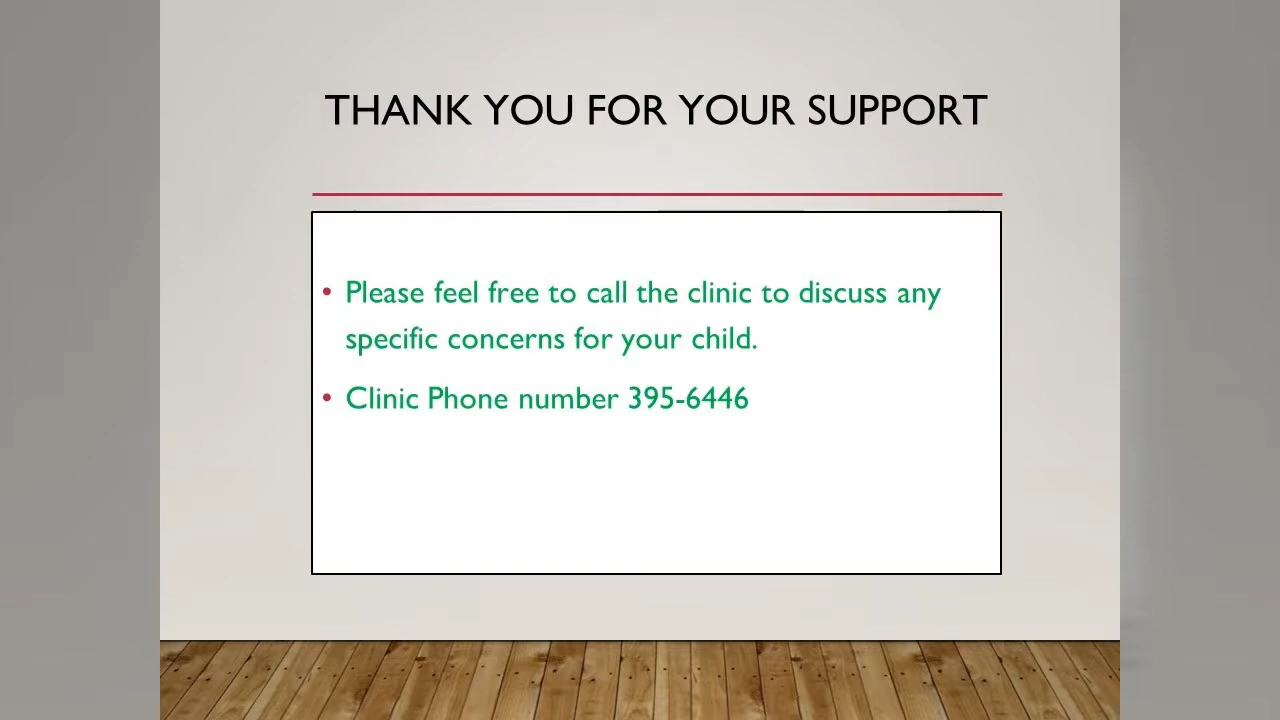 THANK YOU FOR YOUR SUPPORT
• Please feel free to call the clinic to discuss any
specific concerns for your child.
• Clinic Phone number 395-6446